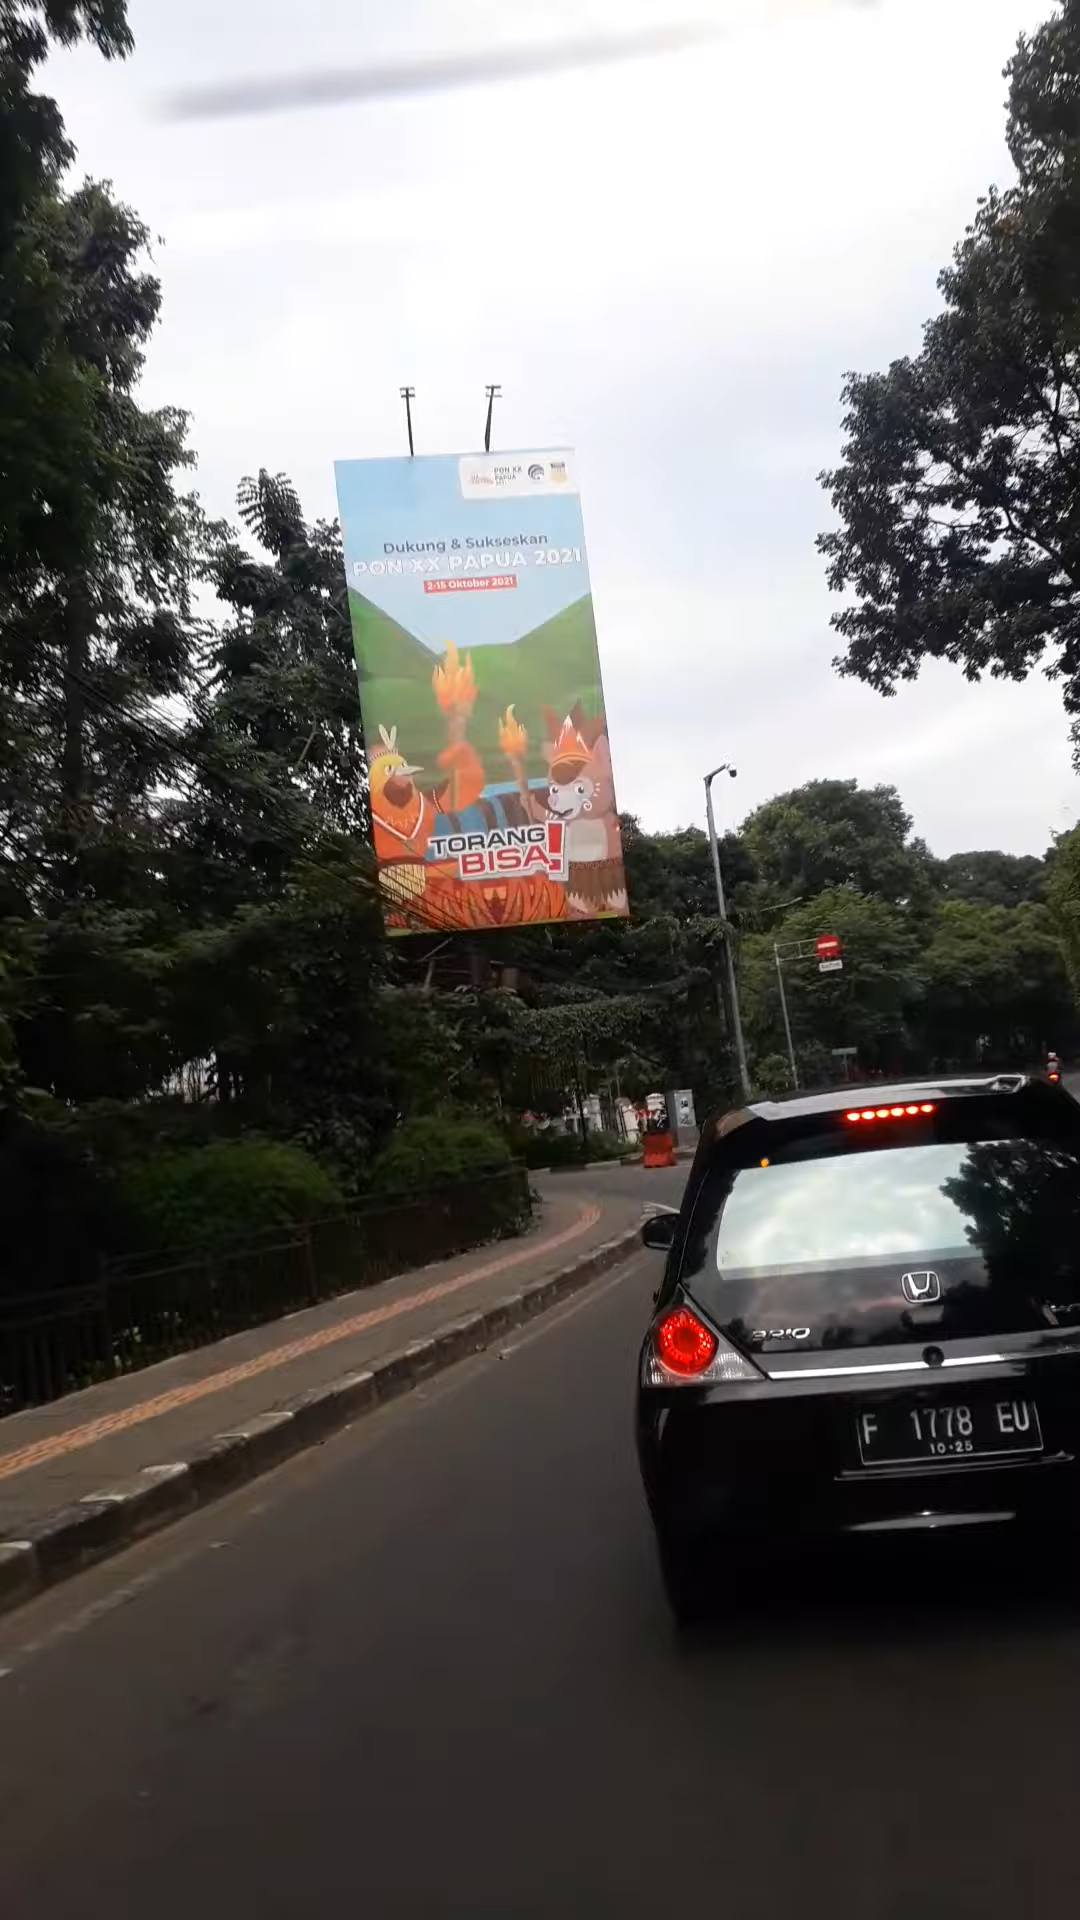 PON XX
PAPUA
Dukung & Sukseskan
PON XX PAPUA 2021
2-15 Oktober 2021
TORANG
BISA!
BRIO
F 1778 EU
10·25